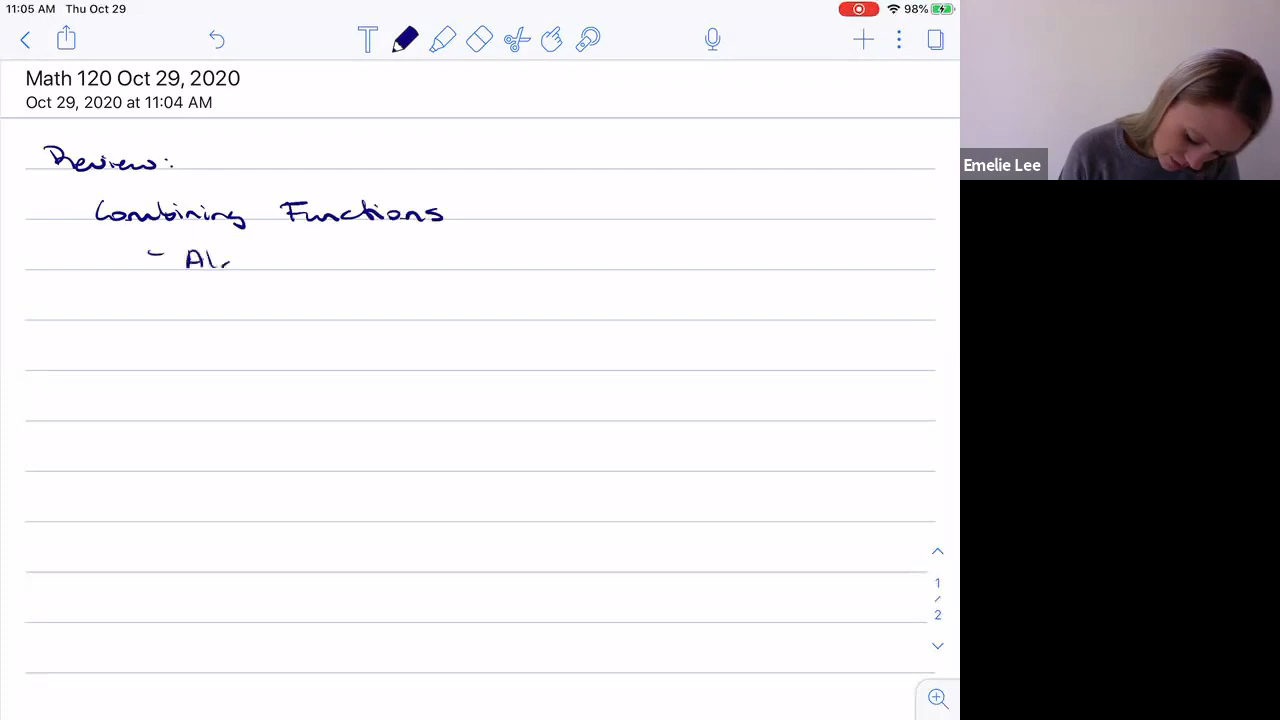 11:05 AM Thu Oct 29 98%
T
Math 120 Oct 29, 2020
Oct 29, 2020 at 11:04 AM
Review:
Combining Functions
- Al
1
/
2
Emelie Lee